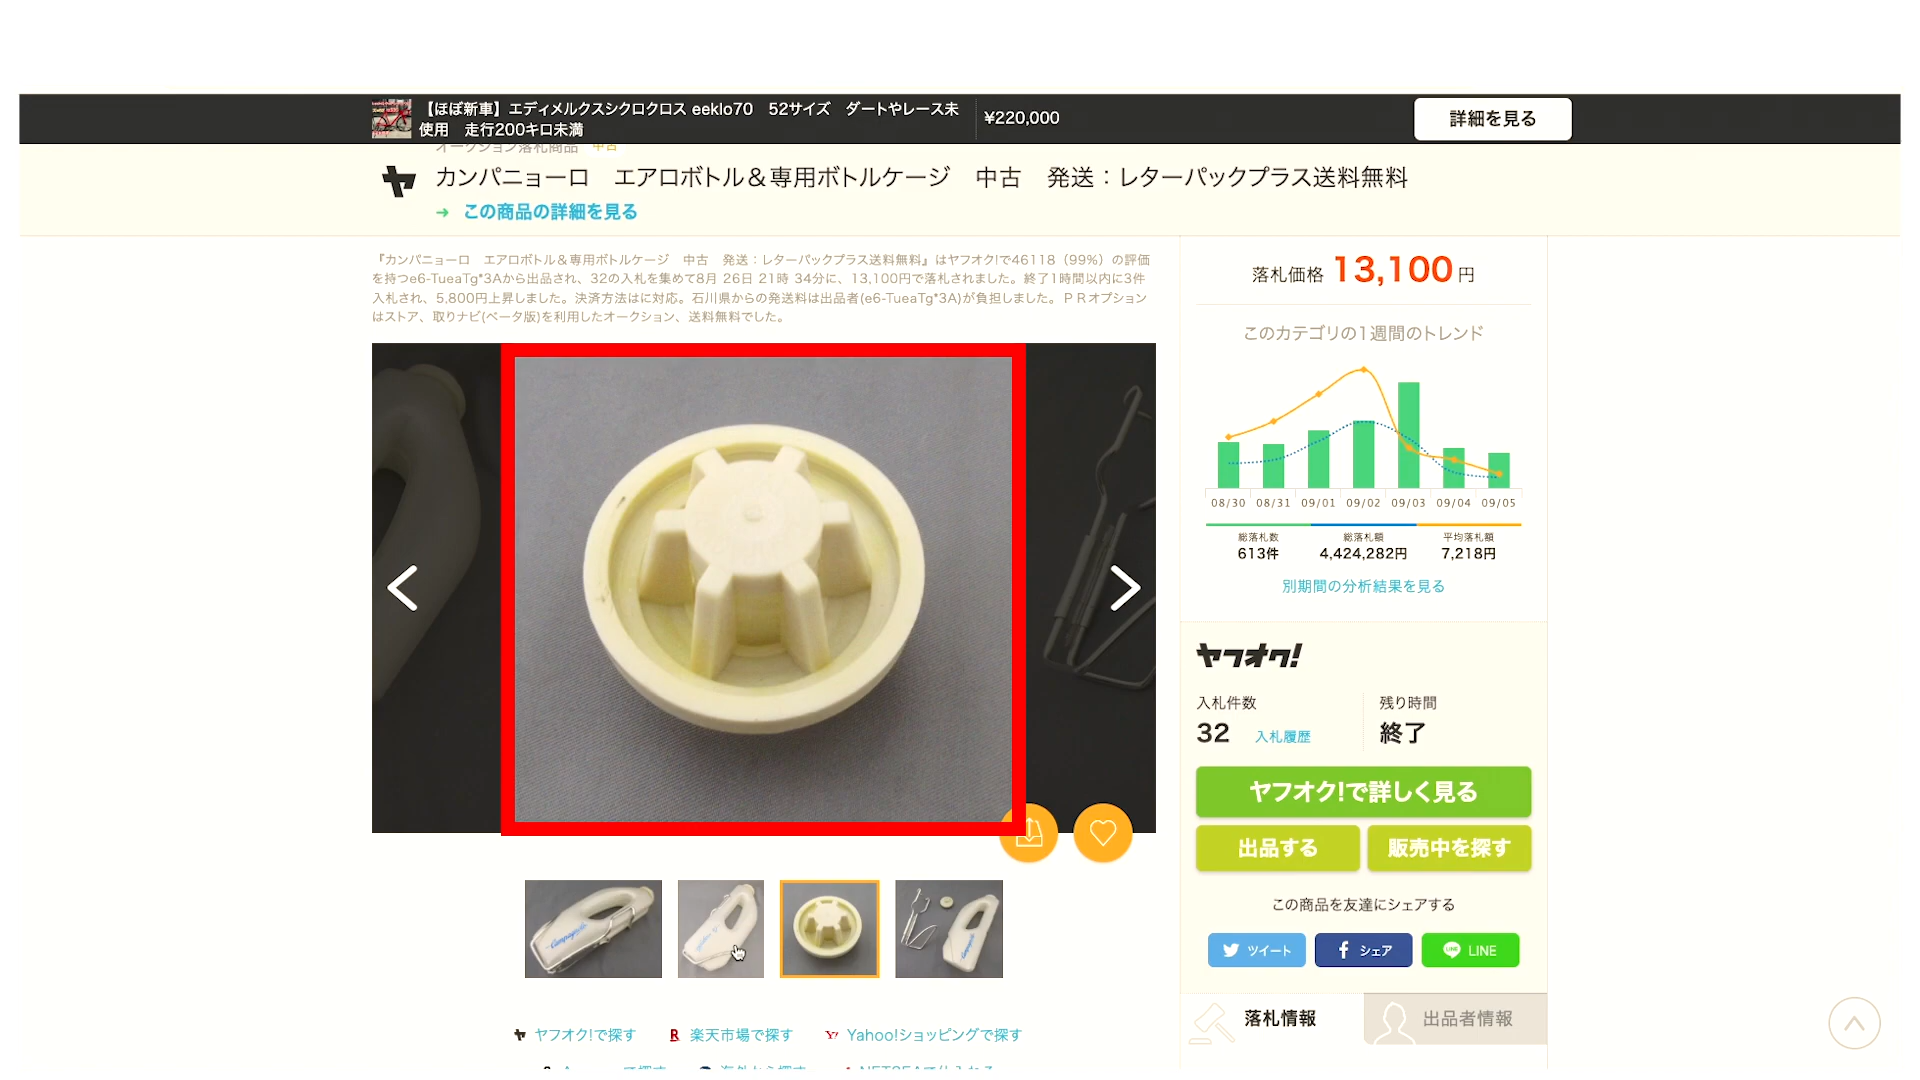 【ほぼ新車】エディメルクスシクロクロス eeklo70　52サイズ　ダートやレース未
使用　走行200キロ未満
¥220,000
詳細を見る
オークション落札商品 中古
カンパニョーロ　エアロボトル＆専用ボトルケージ　中古　発送：レターパックプラス送料無料
→ この商品の詳細を見る
『カンパニョーロ　エアロボトル＆専用ボトルケージ　中古　発送：レターパックプラス送料無料』はヤフオク!で46118（99%）の評価
を持つe6-TueaTg*3Aから出品され、32の入札を集めて8月 26日 21時 34分に、13,100円で落札されました。終了1時間以内に3件
入札され、5,800円上昇しました。決済方法はに対応。石川県からの発送料は出品者(e6-TueaTg*3A)が負担しました。ＰＲオプション
はストア、取りナビ(ベータ版)を利用したオークション、送料無料でした。
落札価格 13,100 円
このカテゴリの1週間のトレンド
08/30 08/31 09/01 09/02 09/03 09/04 09/05
総落札数 総落札額 平均落札額
613件 4,424,282円 7,218円
別期間の分析結果を見る
ヤフオク!
入札件数 残り時間
32 入札履歴 終了
ヤフオク!で詳しく見る
出品する 販売中を探す
この商品を友達にシェアする
ツイート シェア LINE
落札情報 出品者情報
Campagnolo
ヤフオク!で探す 楽天市場で探す Yahoo!ショッピングで探す